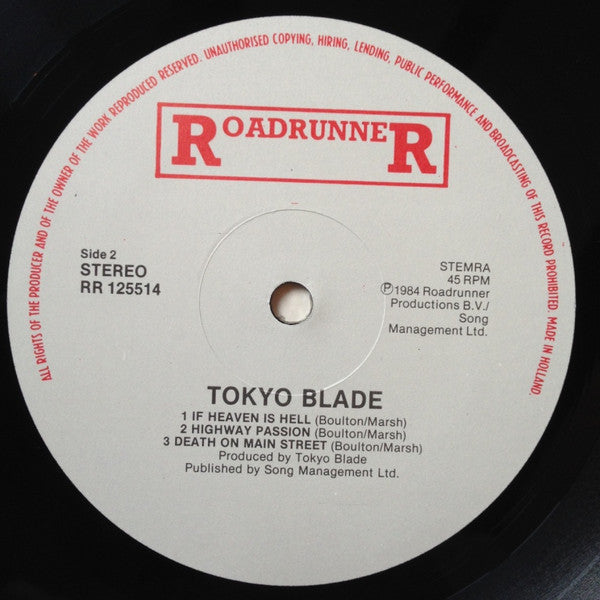 ALL RIGHTS OF THE PRODUCER AND OF THE OWNER OF THE WORK REPRODUCED RESERVED. UNAUTHORISED COPYING, HIRING, LENDING, PUBLIC PERFORMANCE AND BROADCASTING OF THIS RECORD PROHIBITED. MADE IN HOLLAND.
ROADRUNNER
Side 2
STEREO
RR 125514
STEMRA
45 RPM
Ⓟ1984 Roadrunner
Productions B.V./
Song
Management Ltd.
TOKYO BLADE
1 IF HEAVEN IS HELL (Boulton/Marsh)
2 HIGHWAY PASSION (Boulton/Marsh)
3 DEATH ON MAIN STREET (Boulton/Marsh)
Produced by Tokyo Blade
Published by Song Management Ltd.